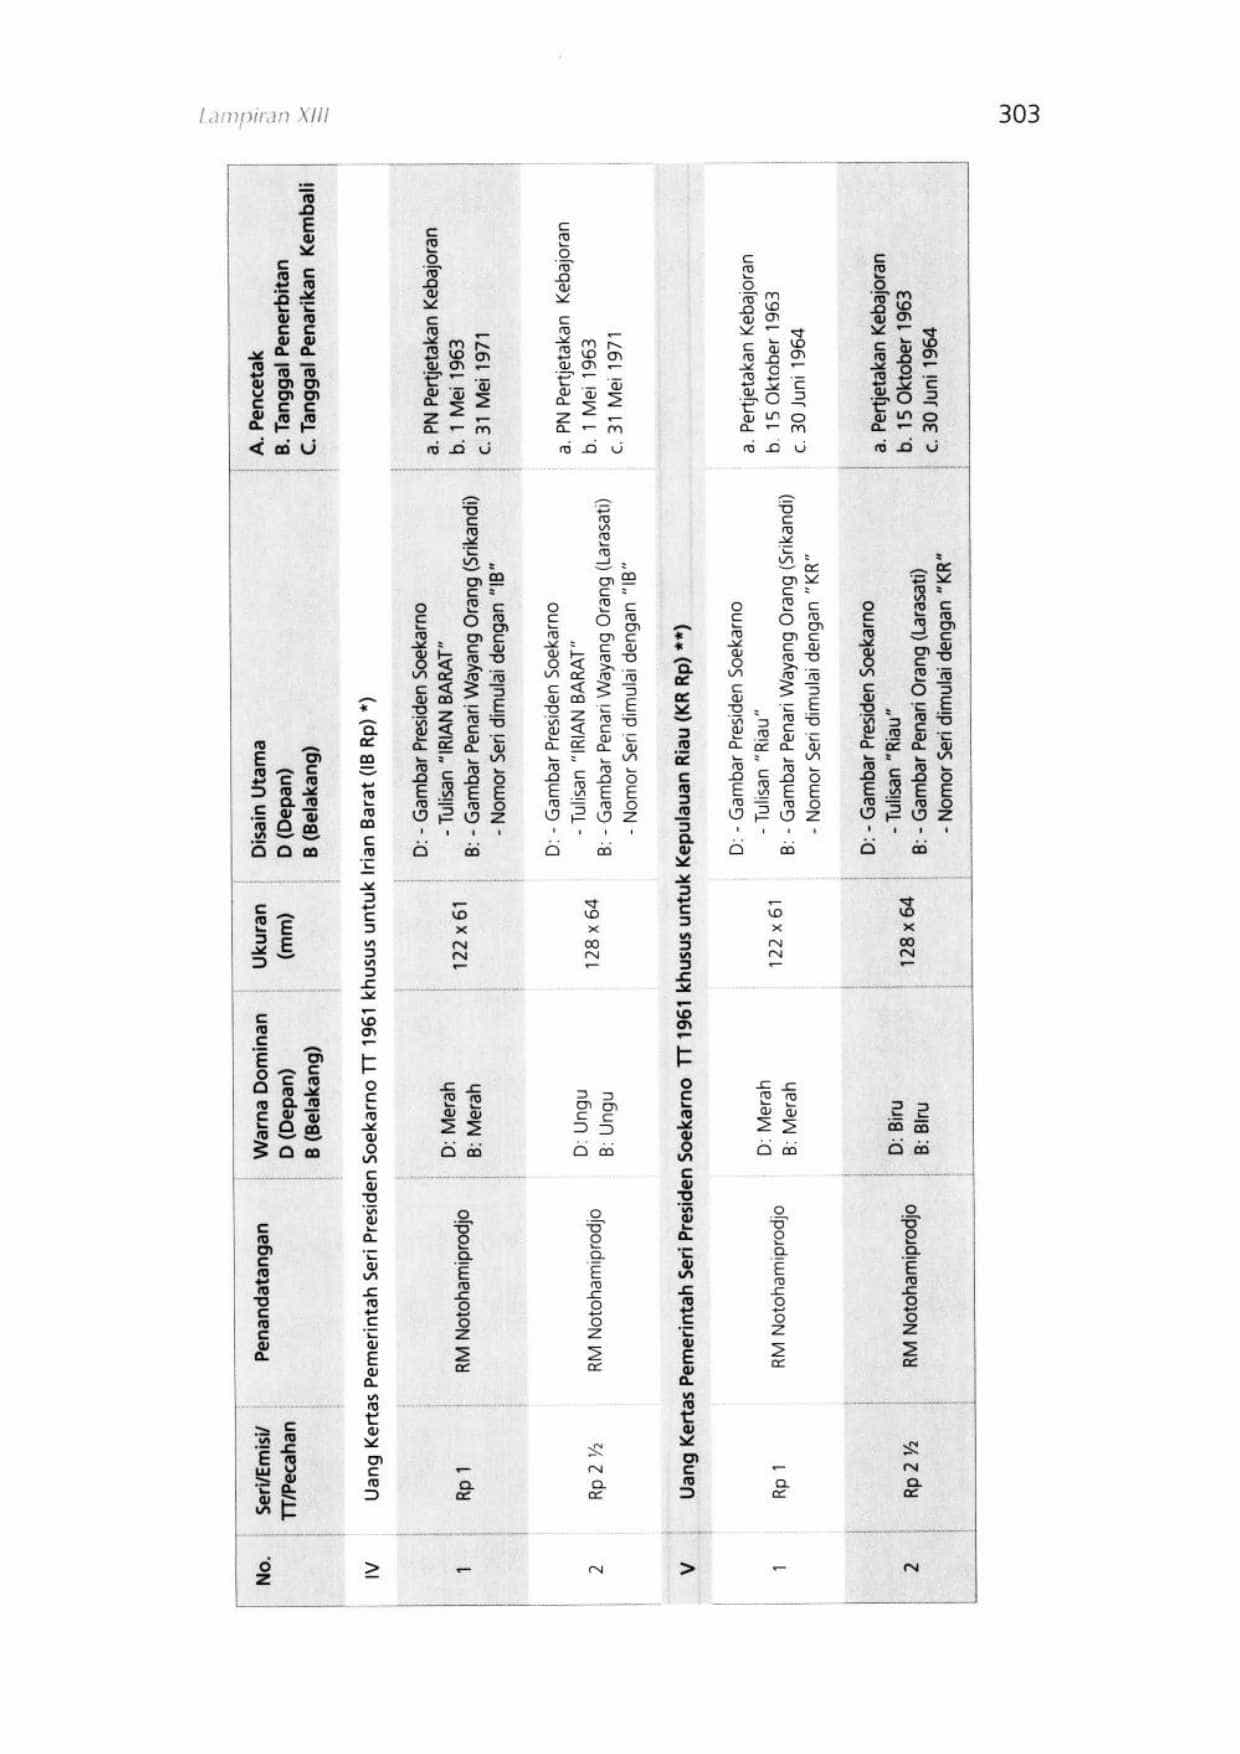 Lampiran XIII
303
No.
Seri/Emisi/
TT/Pecahan
Penandatangan
Warna Dominan
D (Depan)
B (Belakang)
Ukuran
(mm)
Disain Utama
D (Depan)
B (Belakang)
A. Pencetak
B. Tanggal Penerbitan
C. Tanggal Penarikan Kembali
IV
Uang Kertas Pemerintah Seri Presiden Soekarno TT 1961 khusus untuk Irian Barat (IB Rp) *)
1
Rp 1
RM Notohamiprodjo
D: Merah
B: Merah
122 x 61
D: - Gambar Presiden Soekarno
- Tulisan "IRIAN BARAT"
B: - Gambar Penari Wayang Orang (Srikandi)
- Nomor Seri dimulai dengan "IB"
a. PN Pertjetakan Kebajoran
b. 1 Mei 1963
c. 31 Mei 1971
2
Rp 2 ½
RM Notohamiprodjo
D: Ungu
B: Ungu
128 x 64
D: - Gambar Presiden Soekarno
- Tulisan "IRIAN BARAT"
B: - Gambar Penari Wayang Orang (Larasati)
- Nomor Seri dimulai dengan "IB"
a. PN Pertjetakan Kebajoran
b. 1 Mei 1963
c. 31 Mei 1971
V
Uang Kertas Pemerintah Seri Presiden Soekarno TT 1961 khusus untuk Kepulauan Riau (KR Rp) **)
1
Rp 1
RM Notohamiprodjo
D: Merah
B: Merah
122 x 61
D: - Gambar Presiden Soekarno
- Tulisan "Riau"
B: - Gambar Penari Wayang Orang (Srikandi)
- Nomor Seri dimulai dengan "KR"
a. Pertjetakan Kebajoran
b. 15 Oktober 1963
c. 30 Juni 1964
2
Rp 2 ½
RM Notohamiprodjo
D: Biru
B: BIru
128 x 64
D: - Gambar Presiden Soekarno
- Tulisan "Riau"
B: - Gambar Penari Orang (Larasati)
- Nomor Seri dimulai dengan "KR"
a. Pertjetakan Kebajoran
b. 15 Oktober 1963
c. 30 Juni 1964